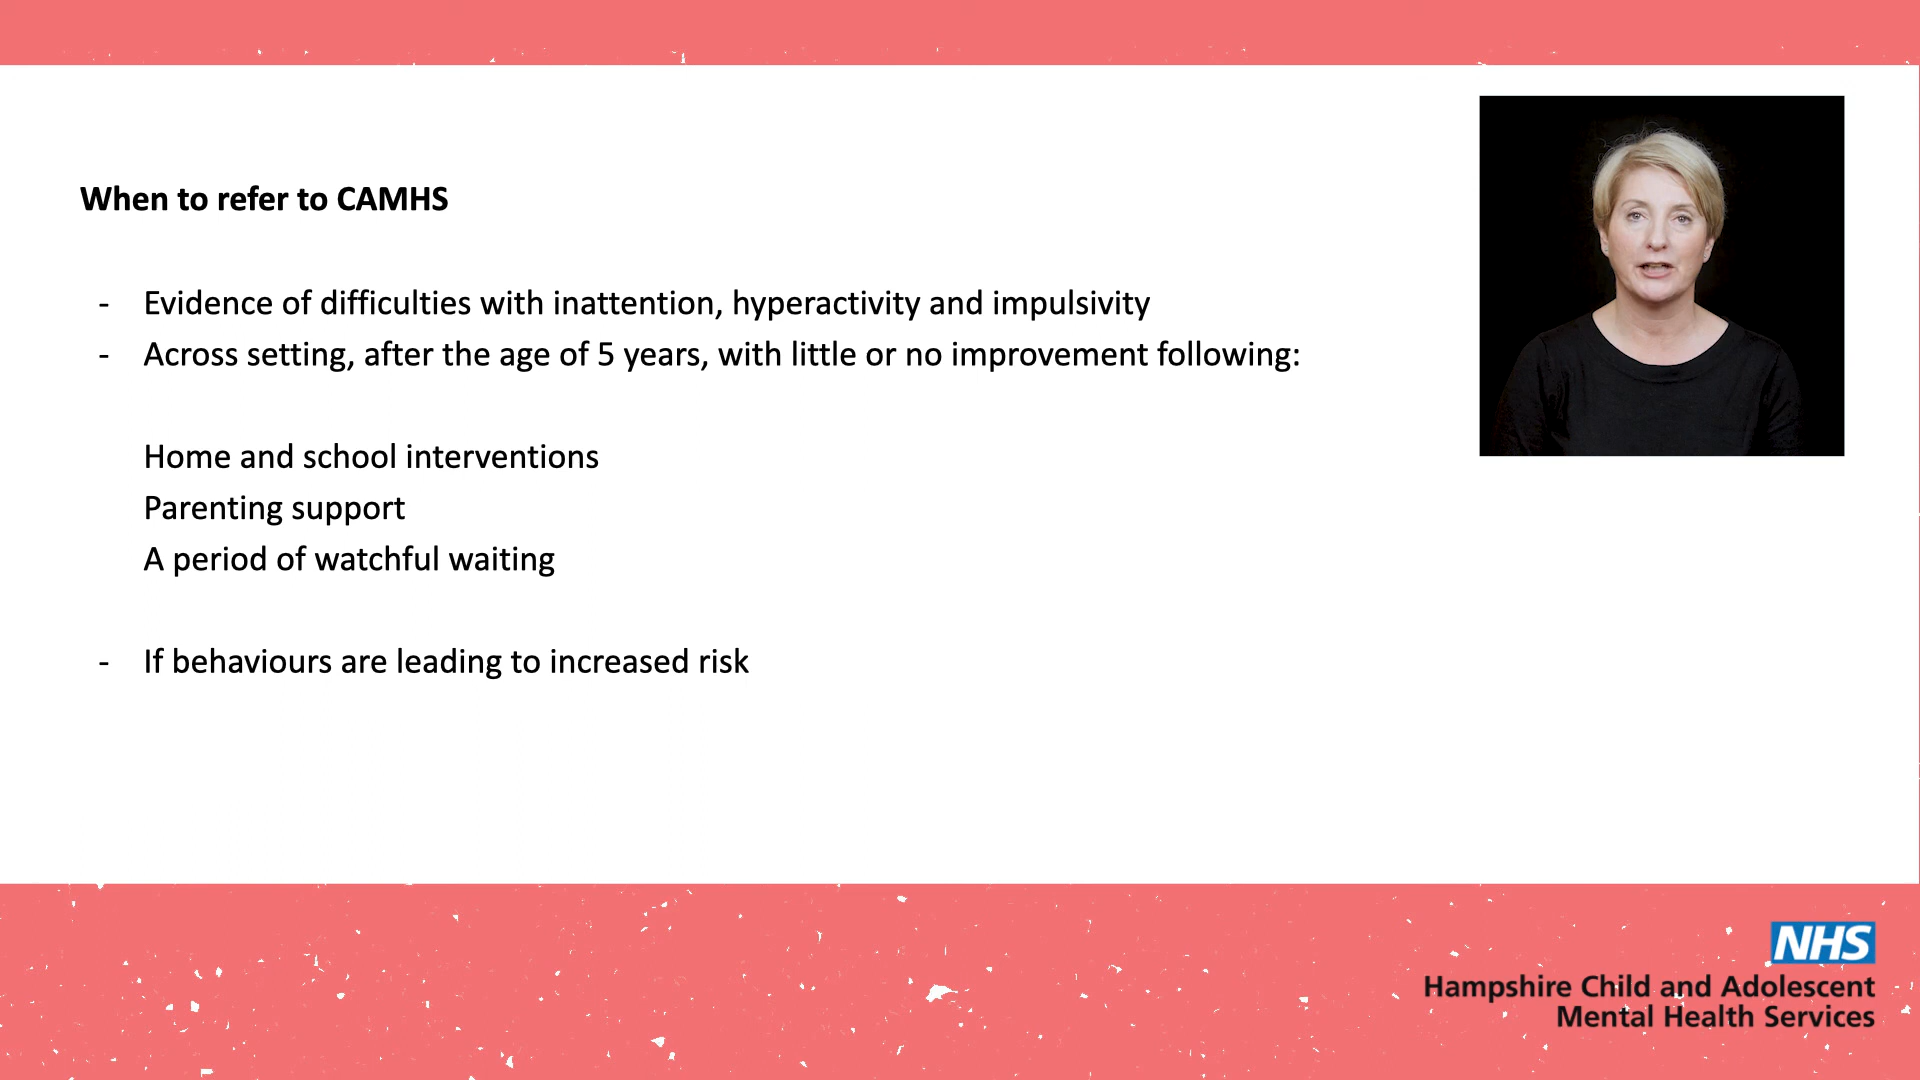 When to refer to CAMHS
- Evidence of difficulties with inattention, hyperactivity and impulsivity
- Across setting, after the age of 5 years, with little or no improvement following:
Home and school interventions
Parenting support
A period of watchful waiting
- If behaviours are leading to increased risk
NHS
Hampshire Child and Adolescent
Mental Health Services